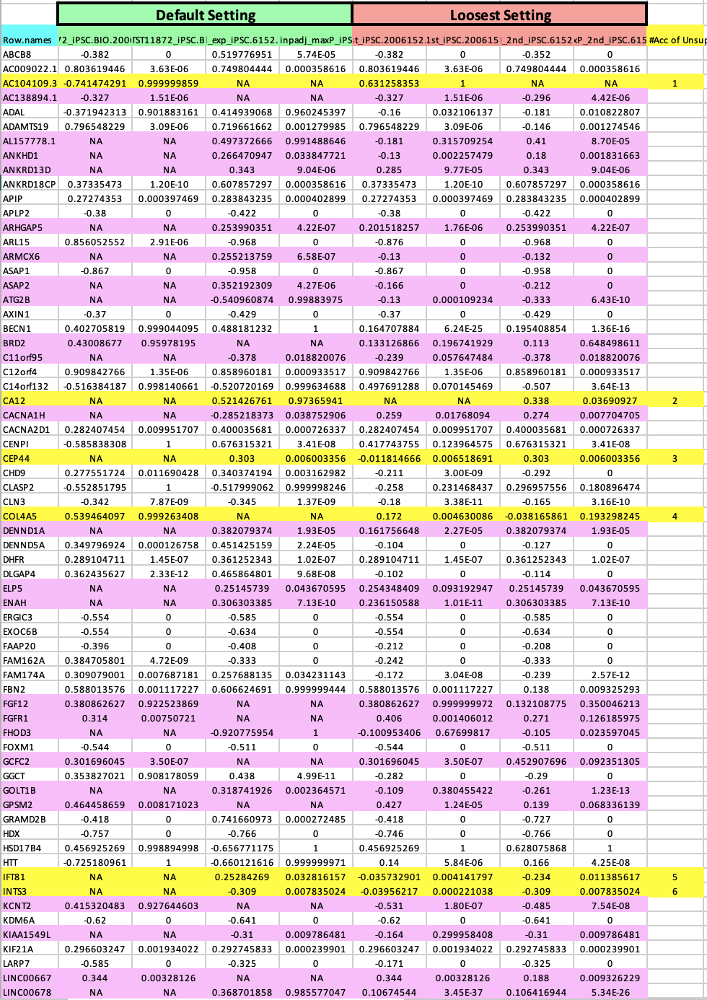 Default Setting Loosest Setting
Row.names 72_iPSC.BIO.200 TST11872_iPSC.B _exp_iPSC.6152. inpadj_maxP_iPS :t_iPSC.2006152. 1st_iPSC.200615 _2nd_iPSC.6152 xP_2nd_iPSC.615 #Acc of Unsup
ABCB8 -0.382 0 0.519776951 5.74E-05 -0.382 0 -0.352 0
AC009022.1 0.803619446 3.63E-06 0.749804444 0.000358616 0.803619446 3.63E-06 0.749804444 0.000358616
AC104109.3 -0.741474291 0.999999859 NA NA 0.631258353 1 NA NA 1
AC138894.1 -0.327 1.51E-06 NA NA -0.327 1.51E-06 -0.296 4.42E-06
ADAL -0.371942313 0.901883161 0.414939068 0.960245397 -0.16 0.032106137 -0.181 0.010822807
ADAMTS19 0.796548229 3.09E-06 0.719661662 0.001279985 0.796548229 3.09E-06 -0.146 0.001274546
AL157778.1 NA NA 0.497372666 0.991488646 -0.181 0.315709254 0.41 8.70E-05
ANKHD1 NA NA 0.266470947 0.033847721 -0.13 0.002257479 0.18 0.001831663
ANKRD13D NA NA 0.343 9.04E-06 0.285 9.77E-05 0.343 9.04E-06
ANKRD18CP 0.37335473 1.20E-10 0.607857297 0.000358616 0.37335473 1.20E-10 0.607857297 0.000358616
APIP 0.27274353 0.000397469 0.283843235 0.000402899 0.27274353 0.000397469 0.283843235 0.000402899
APLP2 -0.38 0 -0.422 0 -0.38 0 -0.422 0
ARHGAP5 NA NA 0.253990351 4.22E-07 0.201518257 1.76E-06 0.253990351 4.22E-07
ARL15 0.856052552 2.91E-06 -0.968 0 -0.876 0 -0.968 0
ARMCX6 NA NA 0.255213759 6.58E-07 -0.13 0 -0.132 0
ASAP1 -0.867 0 -0.958 0 -0.867 0 -0.958 0
ASAP2 NA NA 0.352192309 4.27E-06 -0.166 0 -0.212 0
ATG2B NA NA -0.540960874 0.99883975 -0.13 0.000109234 -0.333 6.43E-10
AXIN1 -0.37 0 -0.429 0 -0.37 0 -0.429 0
BECN1 0.402705819 0.999044095 0.488181232 1 0.164707884 6.24E-25 0.195408854 1.36E-16
BRD2 0.43008677 0.95978195 NA NA 0.133126866 0.196741929 0.113 0.648498611
C11orf95 NA NA -0.378 0.018820076 -0.239 0.057647484 -0.378 0.018820076
C12orf4 0.909842766 1.35E-06 0.858960181 0.000933517 0.909842766 1.35E-06 0.858960181 0.000933517
C14orf132 -0.516384187 0.998140661 -0.520720169 0.999634688 0.497691288 0.070145469 -0.507 3.64E-13
CA12 NA NA 0.521426761 0.97365941 NA NA 0.338 0.03690927 2
CACNA1H NA NA -0.285218373 0.038752906 0.259 0.01768094 0.274 0.007704705
CACNA2D1 0.282407454 0.009951707 0.400035681 0.000726337 0.282407454 0.009951707 0.400035681 0.000726337
CENPI -0.585838308 1 0.676315321 3.41E-08 0.417743755 0.123964575 0.676315321 3.41E-08
CEP44 NA NA 0.303 0.006003356 -0.011814666 0.006518691 0.303 0.006003356 3
CHD9 0.277551724 0.011690428 0.340374194 0.003162982 -0.211 3.00E-09 -0.292 0
CLASP2 -0.552851795 1 -0.517999062 0.999998246 -0.258 0.231468437 0.296957556 0.180896474
CLN3 -0.342 7.87E-09 -0.345 1.37E-09 -0.18 3.38E-11 -0.165 3.16E-10
COL4A5 0.539464097 0.999263408 NA NA 0.172 0.004630086 -0.038165861 0.193298245 4
DENND1A NA NA 0.382079374 1.93E-05 0.161756648 2.27E-05 0.382079374 1.93E-05
DENND5A 0.349796924 0.000126758 0.451425159 2.24E-05 -0.104 0 -0.127 0
DHFR 0.289104711 1.45E-07 0.361252343 1.02E-07 0.289104711 1.45E-07 0.361252343 1.02E-07
DLGAP4 0.362435627 2.33E-12 0.465864801 9.68E-08 -0.102 0 -0.114 0
ELP5 NA NA 0.25145739 0.043670595 0.254348409 0.093192947 0.25145739 0.043670595
ENAH NA NA 0.306303385 7.13E-10 0.236150588 1.01E-11 0.306303385 7.13E-10
ERGIC3 -0.554 0 -0.585 0 -0.554 0 -0.585 0
EXOC6B -0.554 0 -0.634 0 -0.554 0 -0.634 0
FAAP20 -0.396 0 -0.408 0 -0.212 0 -0.208 0
FAM162A 0.384705801 4.72E-09 -0.333 0 -0.242 0 -0.333 0
FAM174A 0.309079001 0.007687181 0.257688135 0.034231143 -0.172 3.04E-08 -0.239 2.57E-12
FBN2 0.588013576 0.001117227 0.606624691 0.999999444 0.588013576 0.001117227 0.138 0.009325293
FGF12 0.380862627 0.922523869 NA NA 0.380862627 0.999999972 0.132108775 0.350046213
FGFR1 0.314 0.00750721 NA NA 0.406 0.001406012 0.271 0.126185975
FHOD3 NA NA -0.920775954 1 -0.100953406 0.67699817 -0.105 0.023597045
FOXM1 -0.544 0 -0.511 0 -0.544 0 -0.511 0
GCFC2 0.301696045 3.50E-07 NA NA 0.301696045 3.50E-07 0.452907696 0.092351305
GGCT 0.353827021 0.908178059 0.438 4.99E-11 -0.282 0 -0.29 0
GOLT1B NA NA 0.318741926 0.002364571 -0.109 0.380455422 -0.261 1.23E-13
GPSM2 0.464458659 0.008171023 NA NA 0.427 1.24E-05 0.139 0.068336139
GRAMD2B -0.418 0 0.741660973 0.000272485 -0.418 0 -0.727 0
HDX -0.757 0 -0.766 0 -0.746 0 -0.766 0
HSD17B4 0.456925269 0.998894998 -0.656771175 1 0.456925269 1 0.628075868 1
HTT -0.725180961 1 -0.660121616 0.999999971 0.14 5.84E-06 0.166 4.25E-08
IFT81 NA NA 0.25284269 0.032816157 -0.035732901 0.004141797 -0.234 0.011385617 5
INTS3 NA NA -0.309 0.007835024 -0.03956217 0.000221038 -0.309 0.007835024 6
KCNT2 0.415320483 0.927644603 NA NA -0.531 1.80E-07 -0.485 7.54E-08
KDM6A -0.62 0 -0.641 0 -0.62 0 -0.641 0
KIAA1549L NA NA -0.31 0.009786481 -0.164 0.299958408 -0.31 0.009786481
KIF21A 0.296603247 0.001934022 0.292745833 0.000239901 0.296603247 0.001934022 0.292745833 0.000239901
LARP7 -0.585 0 -0.325 0 -0.171 0 -0.325 0
LINC00667 0.344 0.00328126 NA NA 0.344 0.00328126 0.188 0.009326229
LINC00678 NA NA 0.368701858 0.985577047 0.10674544 3.45E-37 0.106416944 5.34E-26